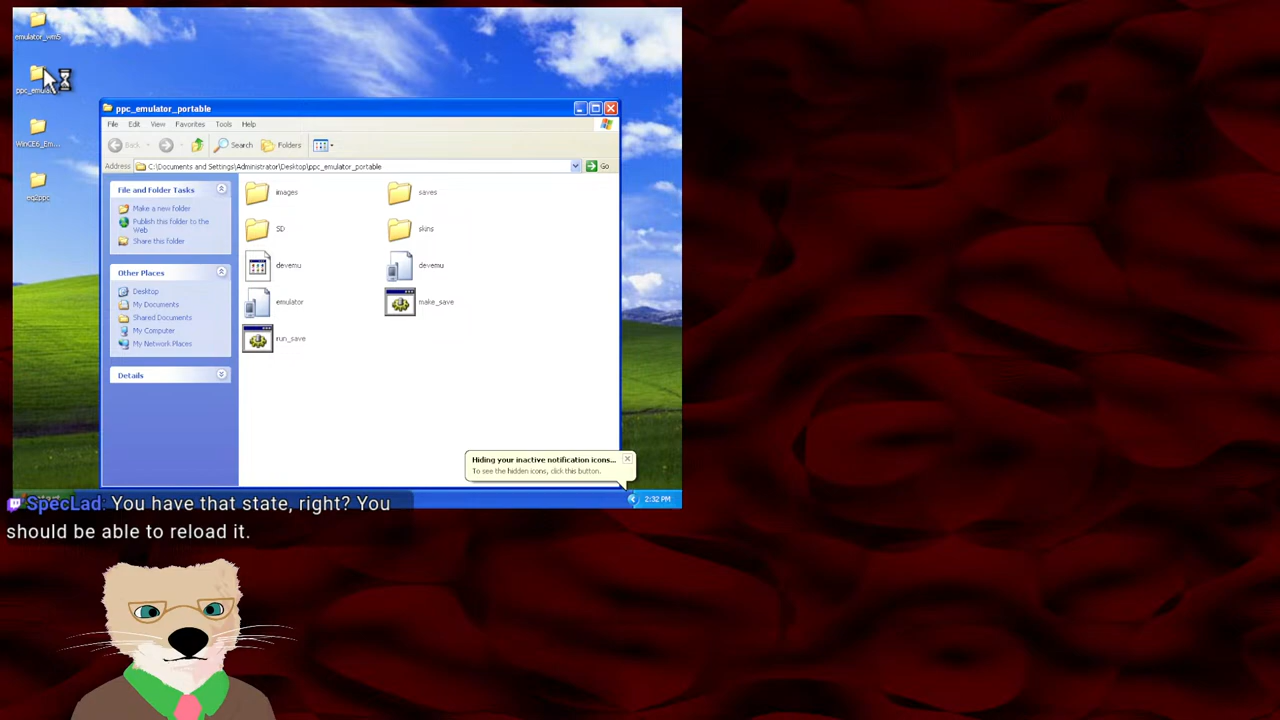 emulator_wm5
ppc_emulat...
WinCE6_Em...
eq2ppc
ppc_emulator_portable
File Edit View Favorites Tools Help
Back Search Folders
Address C:\Documents and Settings\Administrator\Desktop\ppc_emulator_portable Go
File and Folder Tasks
Make a new folder
Publish this folder to the
Web
Share this folder
Other Places
Desktop
My Documents
Shared Documents
My Computer
My Network Places
Details
images saves
SD skins
devemu devemu
emulator make_save
run_save
Hiding your inactive notification icons...
To see the hidden icons, click this button.
2:32 PM
SpecLad: You have that state, right? You
should be able to reload it.